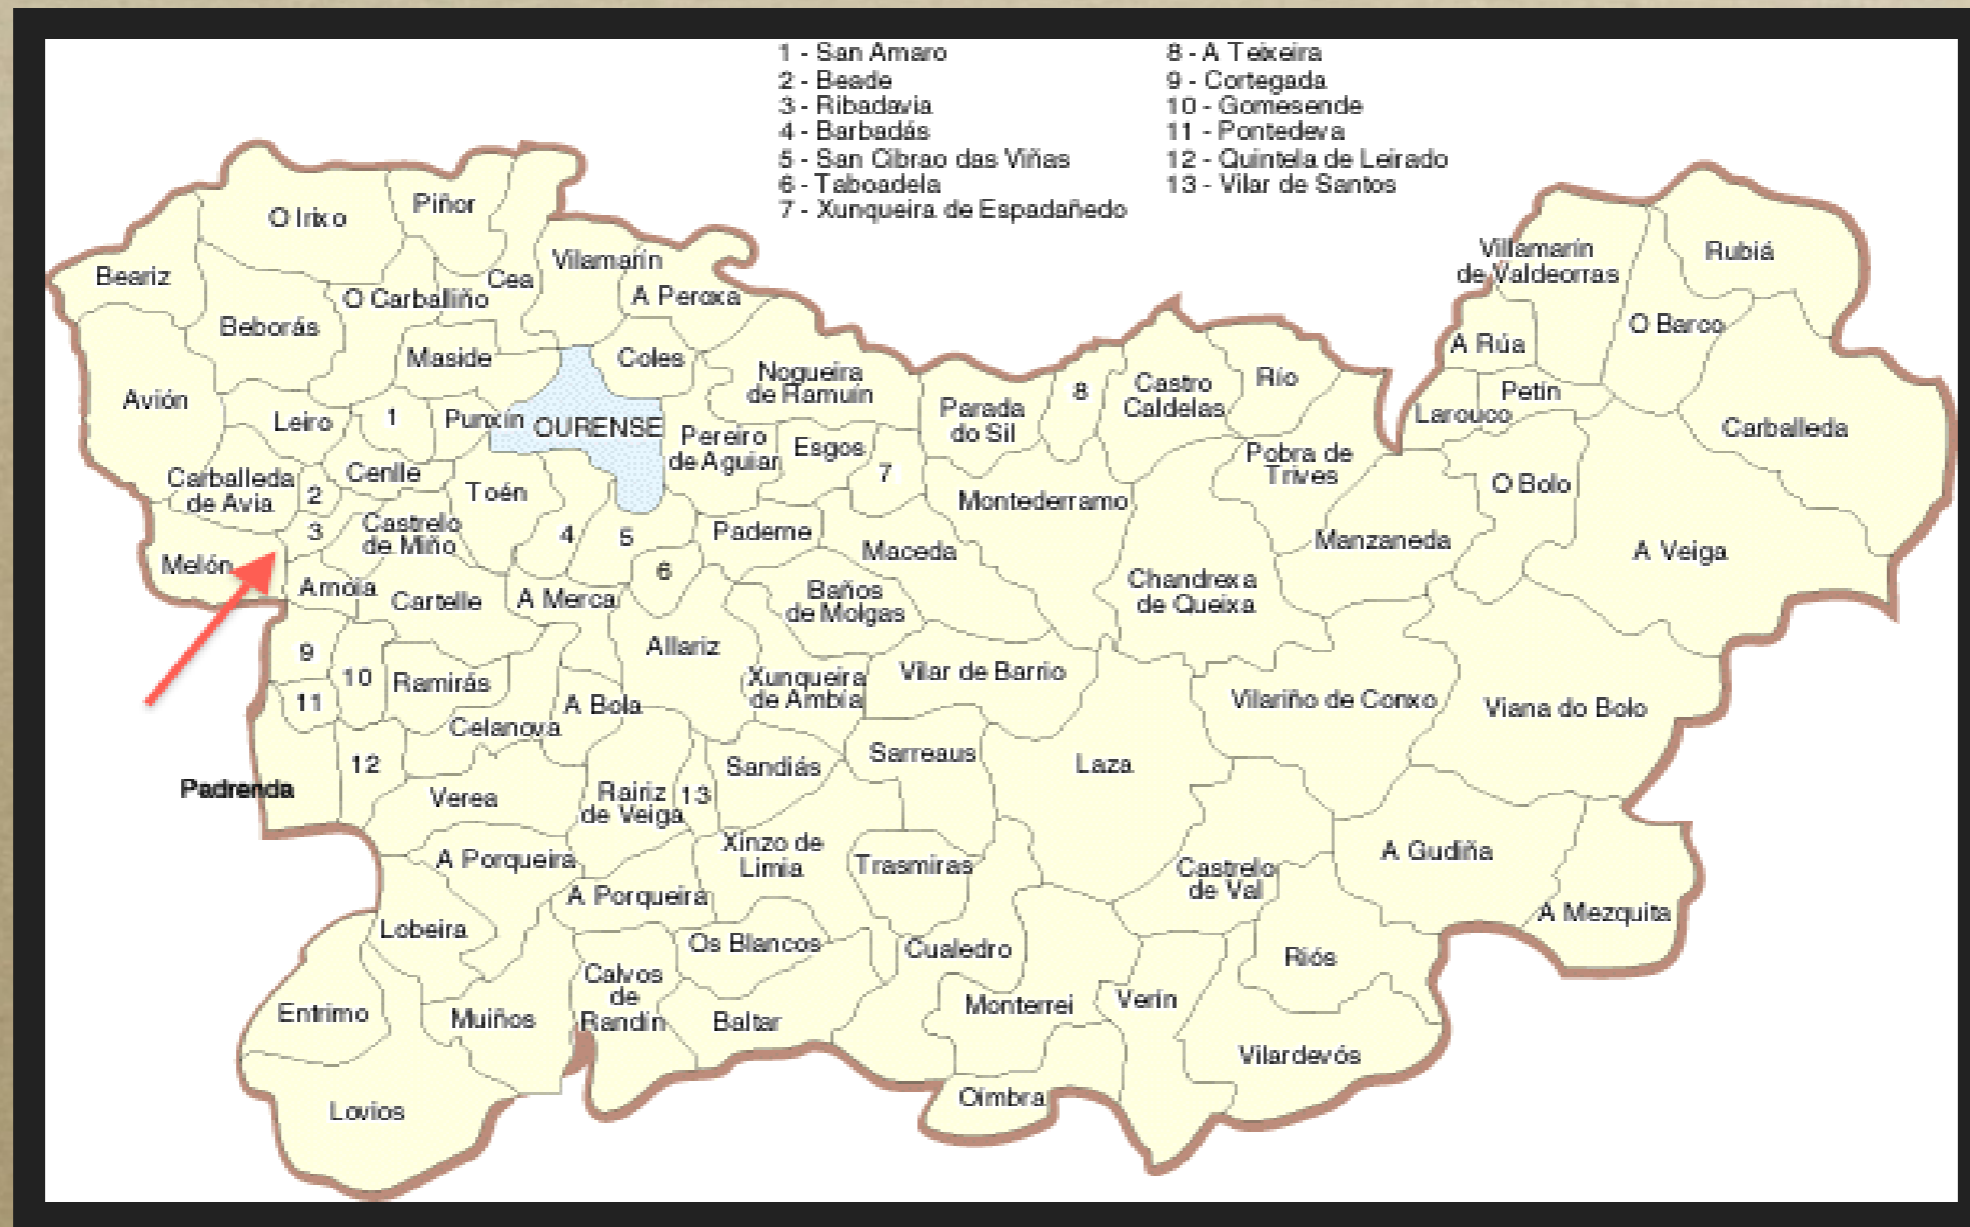 1 - San Amaro
2 - Beade
3 - Ribadavia
4 - Barbadás
5 - San Cibrao das Viñas
6 - Taboadela
7 - Xunqueira de Espadañedo
8 - A Teixeira
9 - Cortegada
10 - Gomesende
11 - Pontedeva
12 - Quintela de Leirado
13 - Vilar de Santos
O Irixo
Piñor
Beariz
Cea
Vilamarín
O Carballiño
A Peroxa
Beborás
Maside
Coles
Avión
Nogueira
de Ramuín
Leiro
1
Punxín
OURENSE
Pereiro
de Aguiar
Esgos
7
Parada
do Sil
8
Castro
Caldelas
Río
Villamarín
de Valdeorras
Rubiá
O Barco
A Rúa
Petín
Larouco
Carballeda
Carballeda
de Avia
2
Cenlle
Toén
3
Castrelo
de Miño
4
5
Paderne
Montederramo
Pobra de
Trives
O Bolo
Melón
Maceda
Manzaneda
A Veiga
Arnoia
Cartelle
A Merca
6
Baños
de Molgas
Chandrexa
de Queixa
9
10
11
Ramirás
Allariz
Xunqueira
de Ambía
Vilar de Barrio
Vilariño de Conxo
Viana do Bolo
A Bola
Celanova
12
Padrenda
Verea
Rairiz
de Veiga
13
Sandiás
Sarreaus
Laza
A Porqueira
Xinzo de
Limia
Trasmiras
Castrelo
de Val
A Gudiña
A Porqueira
A Mezquita
Lobeira
Os Blancos
Cualedro
Riós
Calvos
de
Randín
Entrimo
Muiños
Baltar
Monterrei
Verín
Vilardevós
Oímbra
Lovios